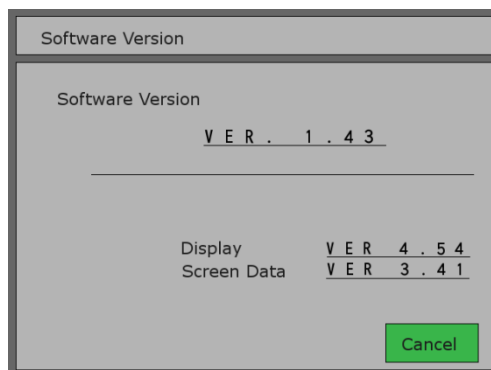 Software Version
Software Version
VER. 1.43
Display VER 4.54
Screen Data VER 3.41
Cancel